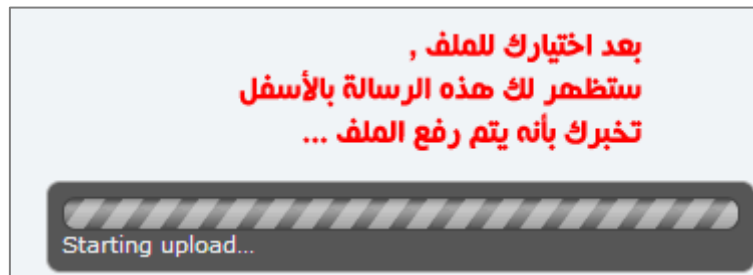 بعد اختيارك للملف ,
ستظهر لك هذه الرسالة بالأسفل
تخبرك بأنه يتم رفع الملف ...
Starting upload...